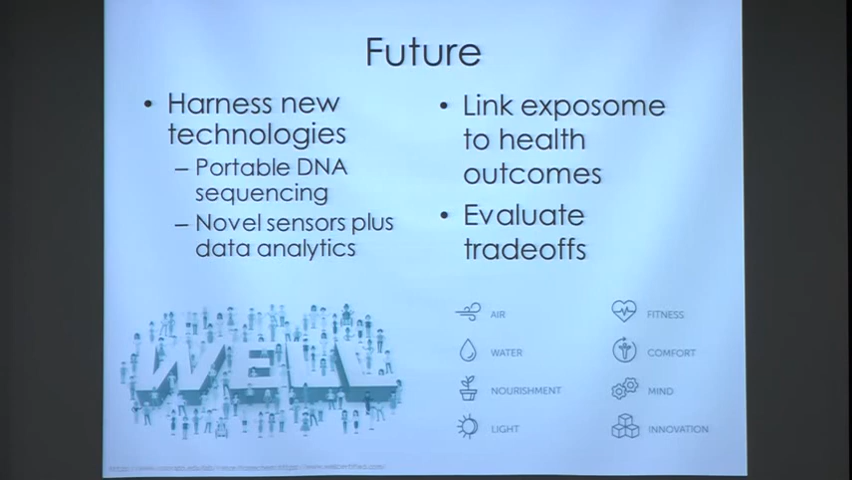 Future
• Harness new
technologies
– Portable DNA
sequencing
– Novel sensors plus
data analytics
• Link exposome
to health
outcomes
• Evaluate
tradeoffs
WELL
AIR
WATER
NOURISHMENT
LIGHT
FITNESS
COMFORT
MIND
INNOVATION